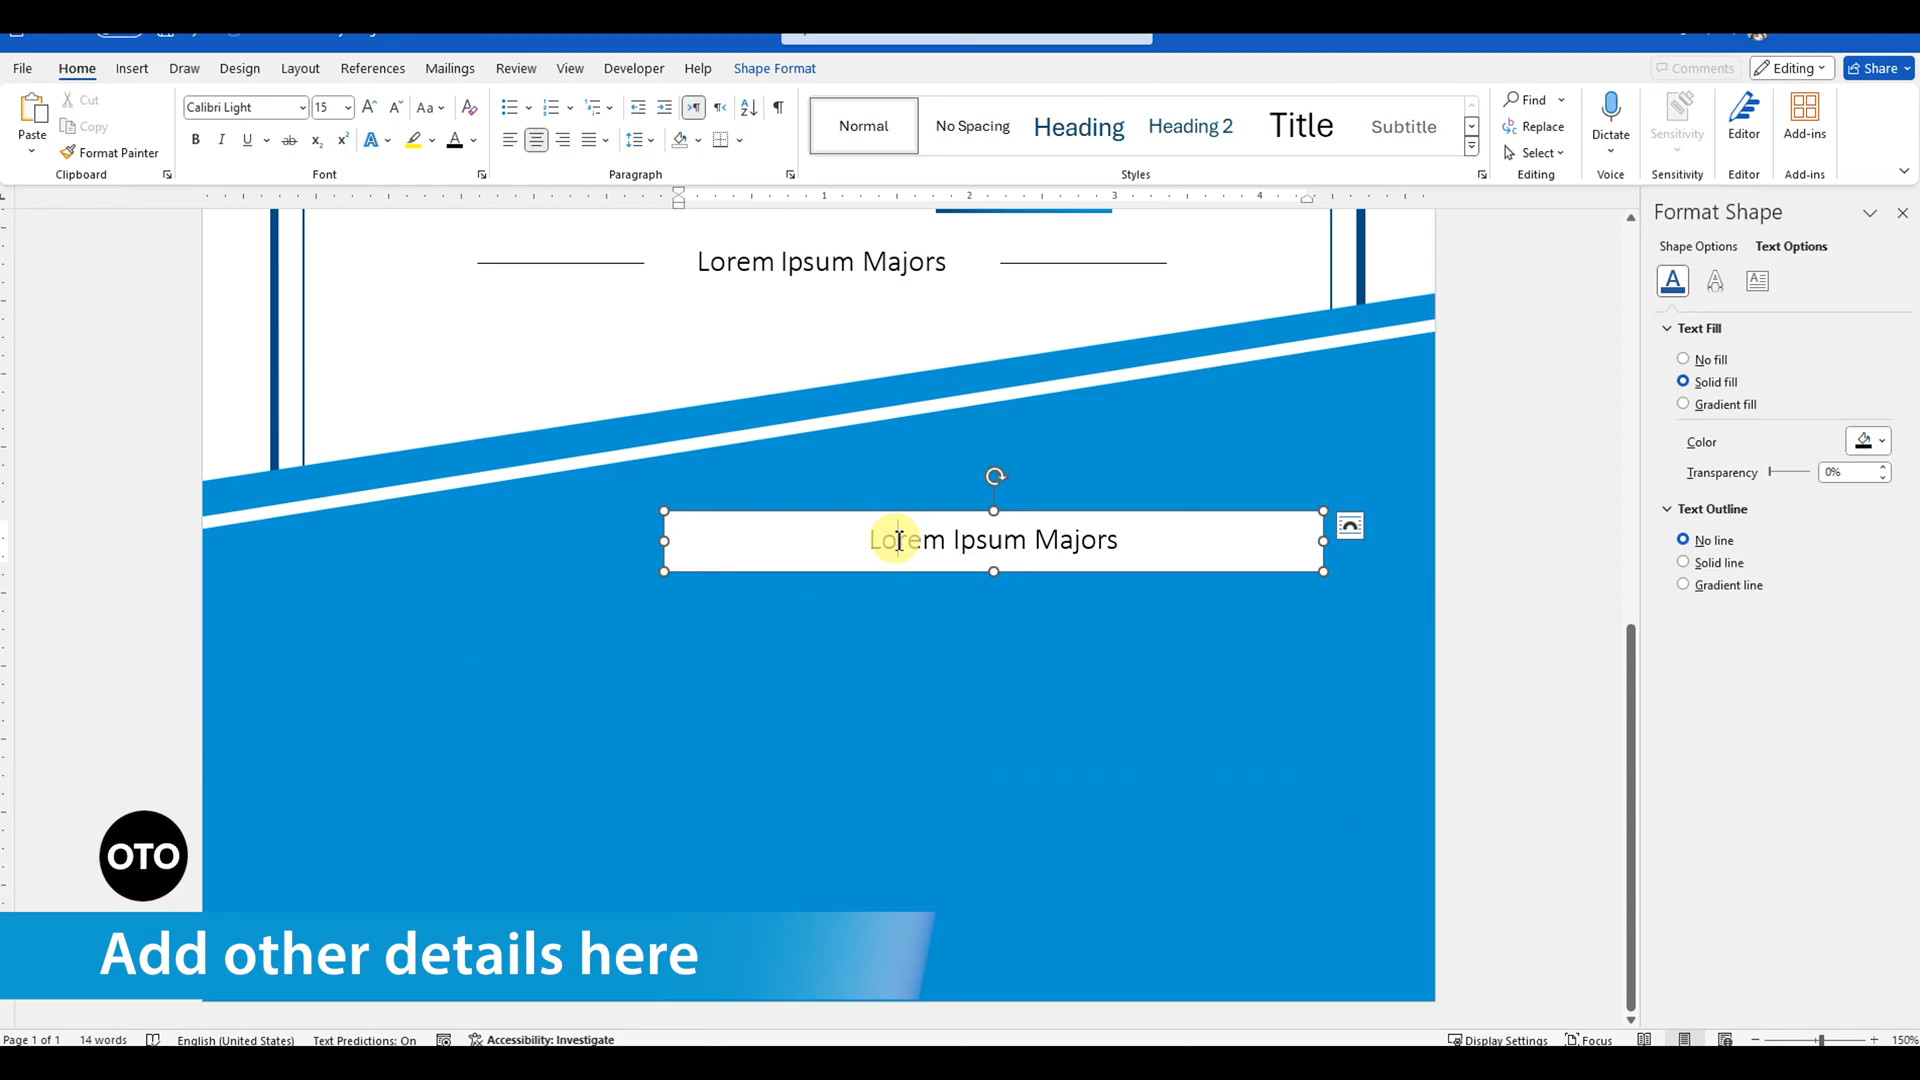 File Home Insert Draw Design Layout References Mailings Review View Developer Help Shape Format Comments Editing Share
Paste
Cut
Copy
Format Painter
Clipboard
Calibri Light 15
Font
Paragraph
Normal No Spacing Heading Heading 2 Title Subtitle
Styles
Find
Replace
Select
Editing
Dictate
Voice
Sensitivity
Sensitivity
Editor
Editor
Add-ins
Add-ins
1 2 3 4
Lorem Ipsum Majors
Lorem Ipsum Majors
Format Shape
Shape Options Text Options
Text Fill
No fill
Solid fill
Gradient fill
Color
Transparency 0%
Text Outline
No line
Solid line
Gradient line
OTO
Add other details here
Page 1 of 1 14 words English (United States) Text Predictions: On Accessibility: Investigate Display Settings Focus 150%